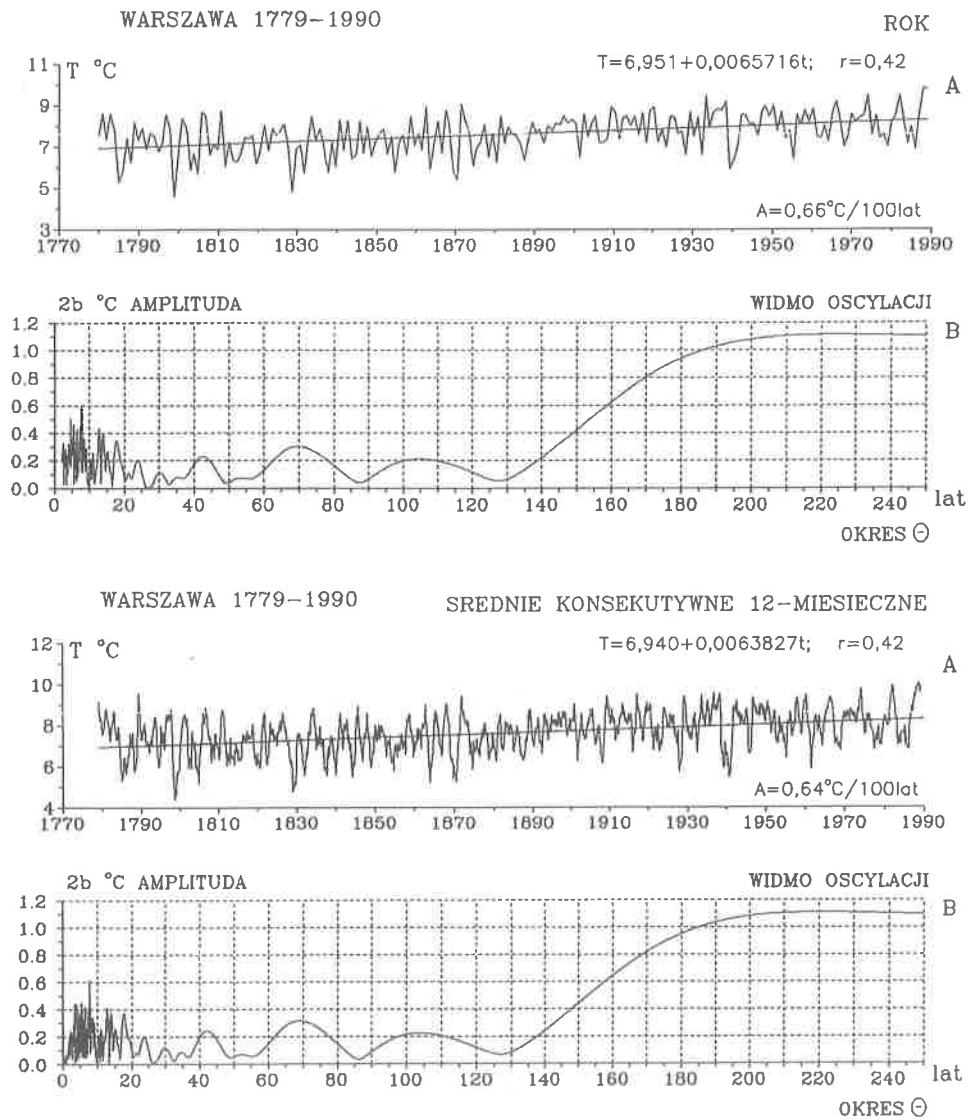 WARSZAWA 1779-1990 ROK
T °C T=6,951+0,0065716t; r=0,42 A
11
9
7
5
3
A=0,66°C/100lat
1770 1790 1810 1830 1850 1870 1890 1910 1930 1950 1970 1990
2b °C AMPLITUDA WIDMO OSCYLACJI
B
1.2
1.0
0.8
0.6
0.4
0.2
0.0
0 20 40 60 80 100 120 140 160 180 200 220 240 lat
OKRES Θ
WARSZAWA 1779-1990 SREDNIE KONSEKUTYWNE 12-MIESIECZNE
T °C T=6,940+0,0063827t; r=0,42 A
12
10
8
6
4
A=0,64°C/100lat
1770 1790 1810 1830 1850 1870 1890 1910 1930 1950 1970 1990
2b °C AMPLITUDA WIDMO OSCYLACJI
B
1.2
1.0
0.8
0.6
0.4
0.2
0.0
0 20 40 60 80 100 120 140 160 180 200 220 240 lat
OKRES Θ